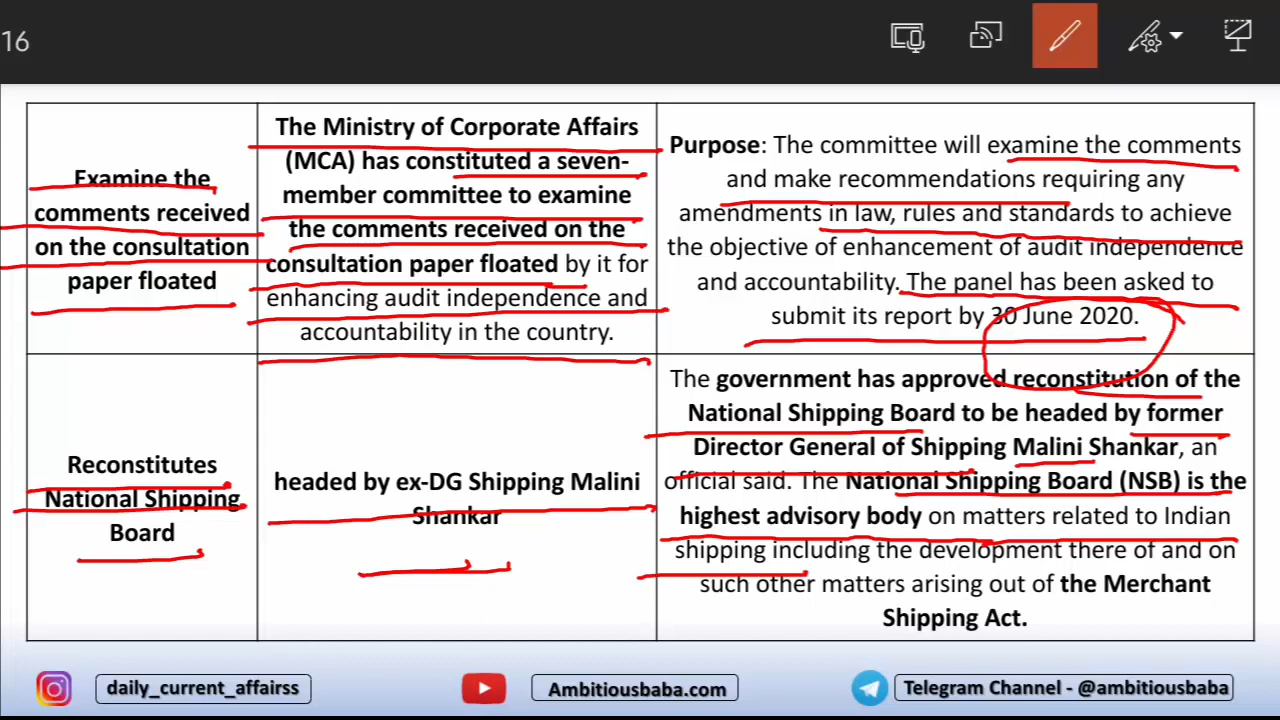 16
Examine the
comments received
on the consultation
paper floated
The Ministry of Corporate Affairs
(MCA) has constituted a seven-
member committee to examine
the comments received on the
consultation paper floated by it for
enhancing audit independence and
accountability in the country.
Purpose: The committee will examine the comments
and make recommendations requiring any
amendments in law, rules and standards to achieve
the objective of enhancement of audit independence
and accountability. The panel has been asked to
submit its report by 30 June 2020.
Reconstitutes
National Shipping
Board
headed by ex-DG Shipping Malini
Shankar
The government has approved reconstitution of the
National Shipping Board to be headed by former
Director General of Shipping Malini Shankar, an
official said. The National Shipping Board (NSB) is the
highest advisory body on matters related to Indian
shipping including the development there of and on
such other matters arising out of the Merchant
Shipping Act.
daily_current_affairss
Ambitiousbaba.com
Telegram Channel - @ambitiousbaba